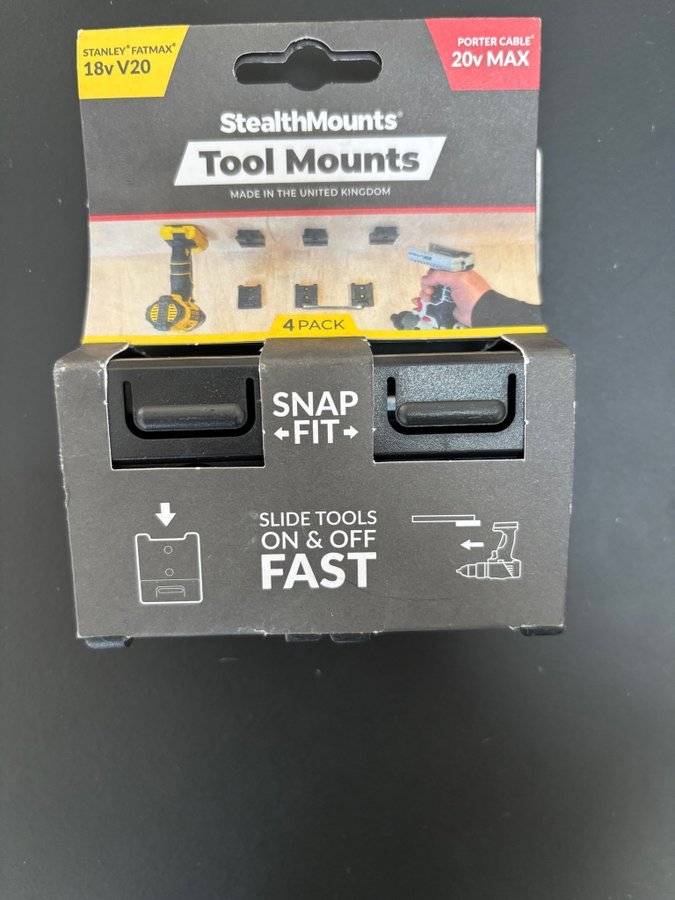 STANLEY® FATMAX®
18v V20
PORTER CABLE®
20v MAX
StealthMounts®
Tool Mounts
MADE IN THE UNITED KINGDOM
4 PACK
SNAP
FIT
SLIDE TOOLS
ON & OFF
FAST